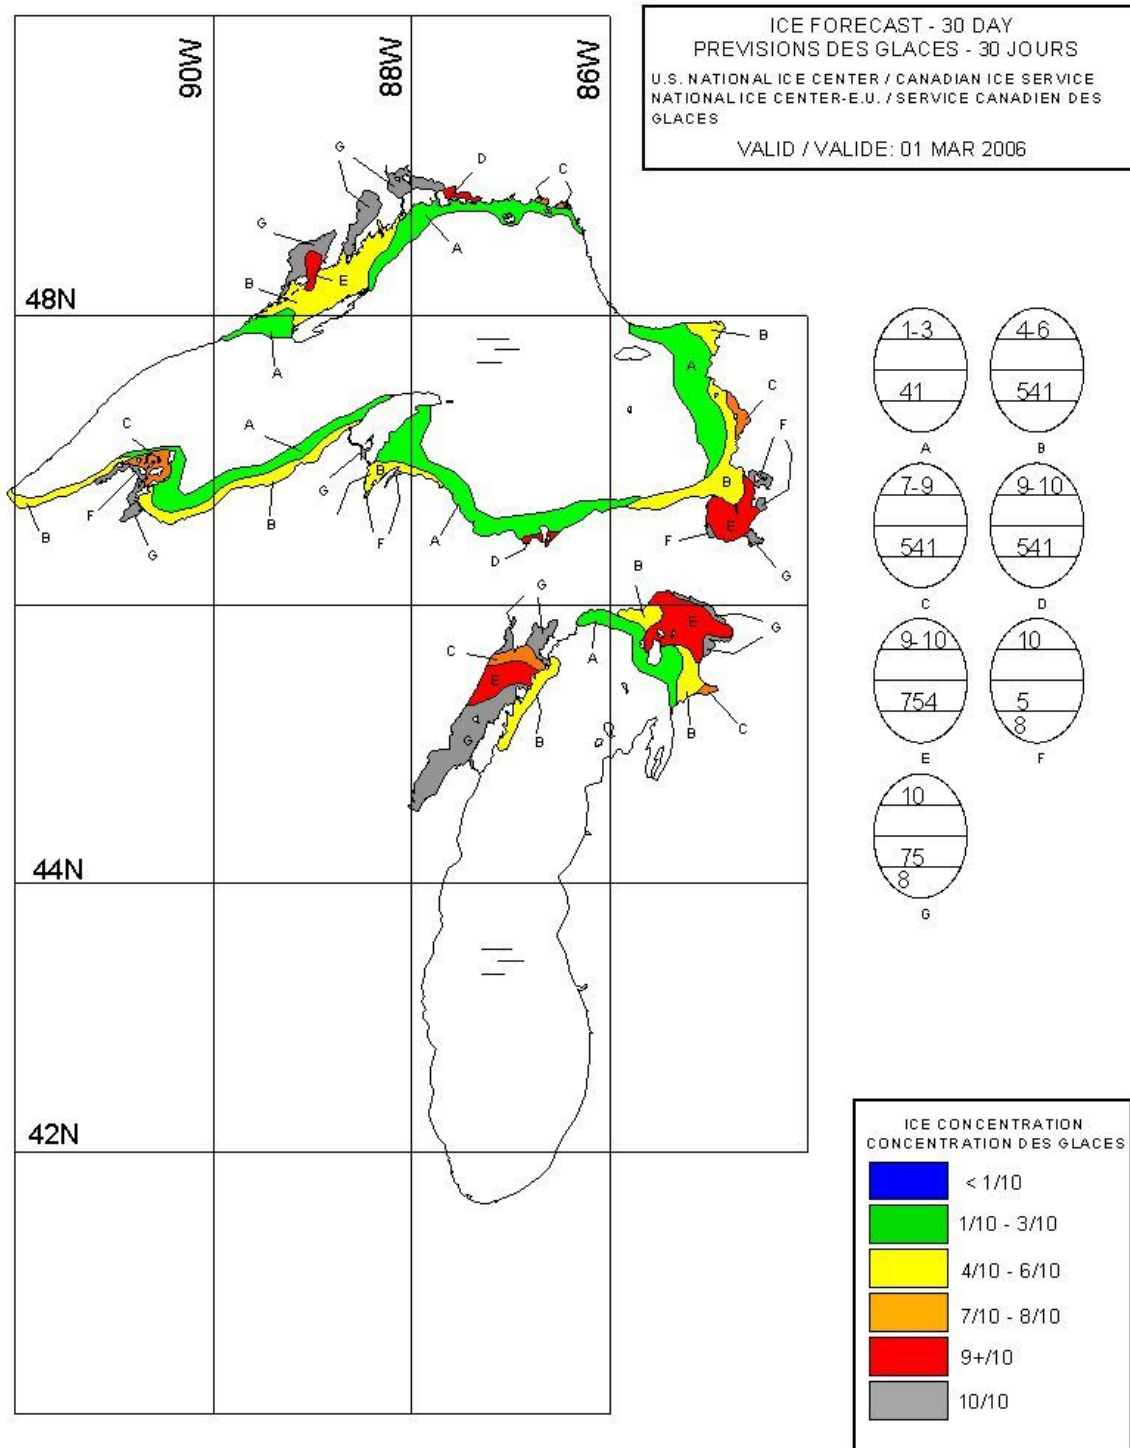 ICE FORECAST - 30 DAY
PREVISIONS DES GLACES - 30 JOURS
U.S. NATIONAL ICE CENTER / CANADIAN ICE SERVICE
NATIONAL ICE CENTER-E.U. / SERVICE CANADIEN DES
GLACES
VALID / VALIDE: 01 MAR 2006
90W
88W
86W
G
D
C
G
A
B
E
48N
A
B
A
C
C
A
F
G
B
B
F
B
G
F
A
D
B
E
F
G
G
B
E
G
A
C
E
G
B
B
C
44N
42N
1-3
41
A
4-6
541
B
7-9
541
C
9-10
541
D
9-10
754
E
10
5
8
F
10
75
8
G
ICE CONCENTRATION
CONCENTRATION DES GLACES
< 1/10
1/10 - 3/10
4/10 - 6/10
7/10 - 8/10
9+/10
10/10